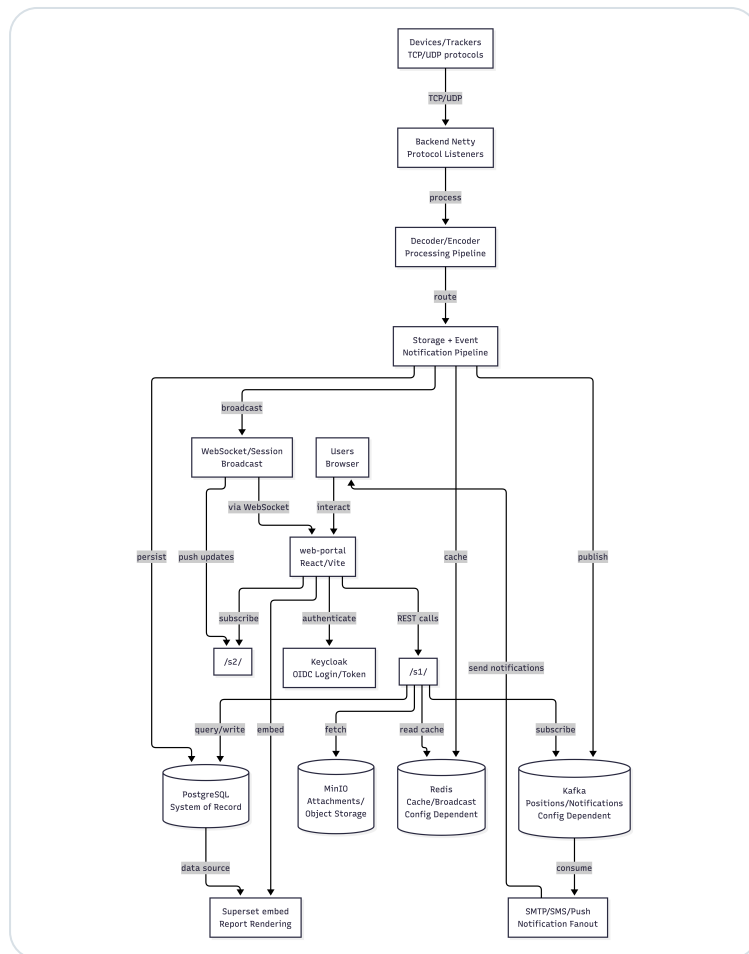 Devices/Trackers
TCP/UDP protocols
TCP/UDP
Backend Netty
Protocol Listeners
process
Decoder/Encoder
Processing Pipeline
route
Storage + Event
Notification Pipeline
broadcast
WebSocket/Session
Broadcast
Users
Browser
via WebSocket
interact
persist
push updates
web-portal
React/Vite
cache
publish
subscribe
authenticate
REST calls
/s2/
Keycloak
OIDC Login/Token
/s1/
send notifications
query/write
embed
fetch
read cache
subscribe
PostgreSQL
System of Record
MinIO
Attachments/
Object Storage
Redis
Cache/Broadcast
Config Dependent
Kafka
Positions/Notifications
Config Dependent
data source
consume
Superset embed
Report Rendering
SMTP/SMS/Push
Notification Fanout